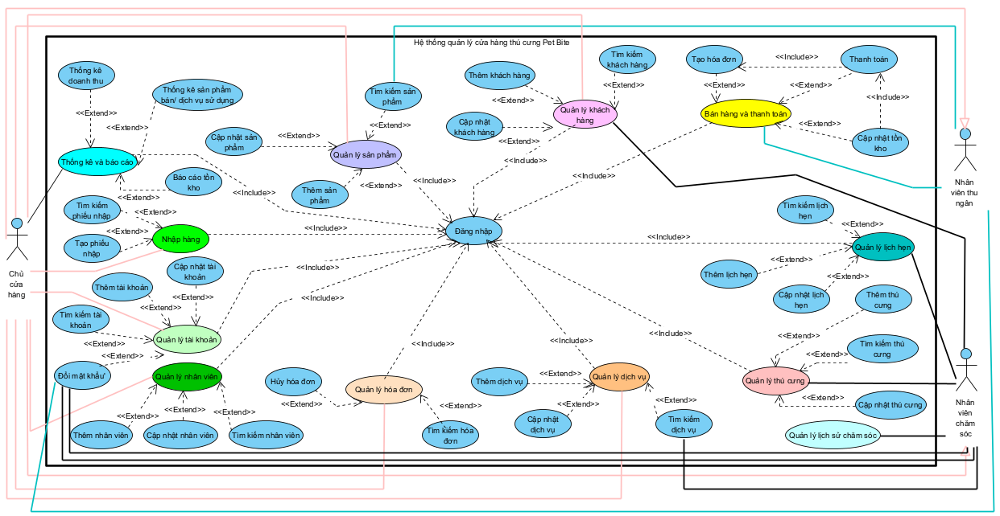 Hệ thống quản lý cửa hàng thú cưng Pet Bite
Thống kê
doanh thu
Thống kê sản phẩm
bán/ dịch vụ sử dụng
<<Extend>>
<<Extend>>
Thống kê và báo cáo
Báo cáo tồn
kho
<<Extend>>
<<Include>>
Tìm kiếm sản
phẩm
<<Extend>>
Cập nhật sản
phẩm
<<Extend>>
Quản lý sản phẩm
Thêm sản
phẩm
<<Extend>>
<<Include>>
Thêm khách hàng
<<Extend>>
Tìm kiếm
khách hàng
<<Extend>>
Quản lý khách
hàng
Cập nhật
khách hàng
<<Extend>>
<<Include>>
Tạo hóa đơn
<<Include>>
Thanh toán
<<Extend>>
<<Extend>>
<<Include>>
Bán hàng và thanh toán
<<Extend>>
Cập nhật tồn
kho
<<Include>>
Nhân
viên thu
ngân
Tìm kiếm
phiếu nhập
<<Extend>>
<<Extend>>
Tạo phiếu
nhập
Nhập hàng
<<Include>>
Đăng nhập
Chủ
cửa
hàng
Tìm kiếm lịch
hẹn
<<Extend>>
<<Include>>
Quản lý lịch hẹn
<<Extend>>
Thêm lịch hẹn
<<Extend>>
Cập nhật lịch
hẹn
Cập nhật tài
khoản
Thêm tài khoản
<<Extend>>
<<Extend>>
Tìm kiếm tài
khoản
<<Extend>>
Quản lý tài khoản
<<Extend>>
Đổi mật khẩu'
<<Include>>
<<Include>>
Quản lý nhân viên
<<Extend>>
<<Extend>>
<<Extend>>
Thêm nhân viên
Cập nhật nhân viên
Tìm kiếm nhân viên
Hủy hóa đơn
<<Extend>>
Quản lý hóa đơn
<<Include>>
<<Extend>>
Tìm kiếm hóa
đơn
Thêm dịch vụ
<<Extend>>
Quản lý dịch vụ
<<Include>>
<<Extend>>
Cập nhật
dịch vụ
<<Extend>>
Tìm kiếm
dịch vụ
Thêm thú
cưng
<<Extend>>
<<Include>>
Tìm kiếm thú
cưng
<<Extend>>
Quản lý thú cưng
<<Extend>>
Cập nhật thú cưng
Quản lý lịch sử chăm sóc
Nhân
viên
chăm
sóc